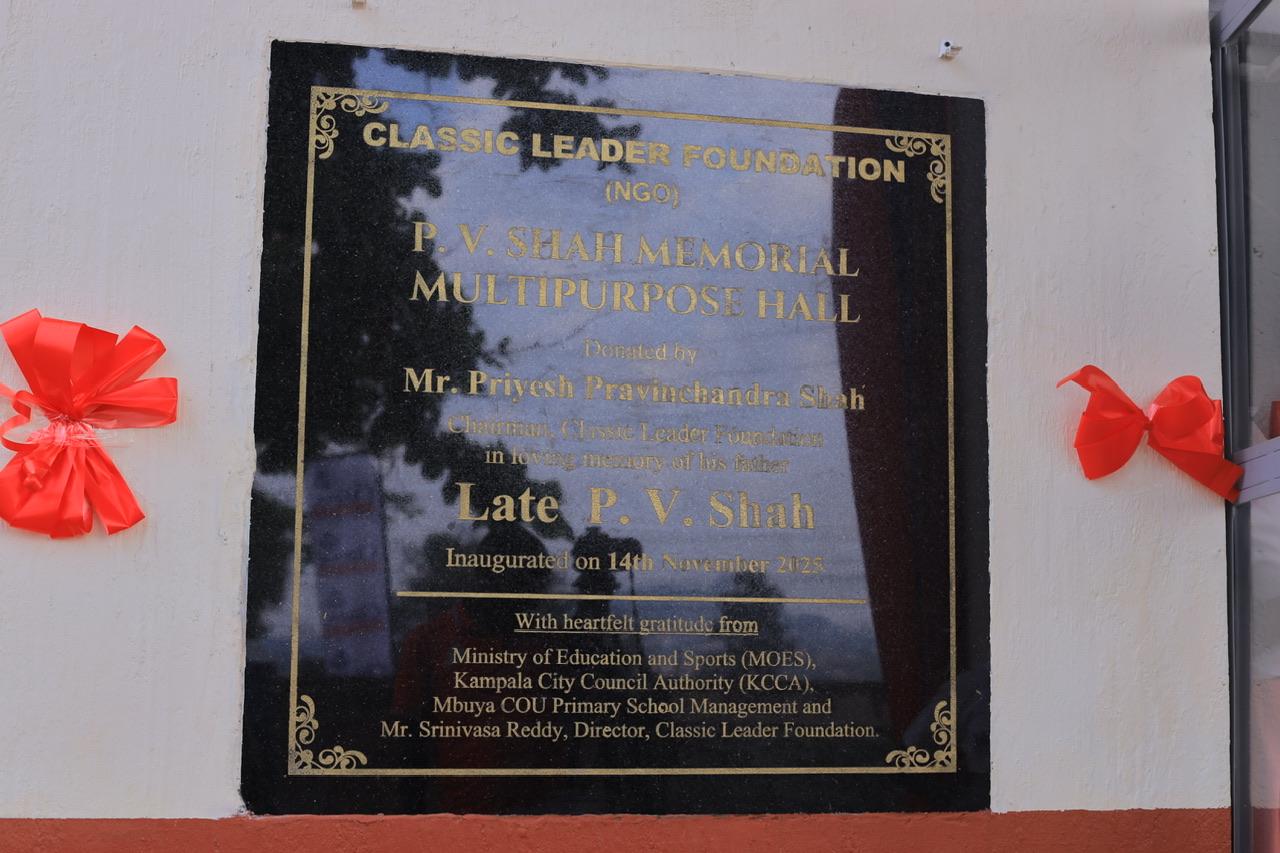 CLASSIC LEADER FOUNDATION
(NGO)
P. V. SHAH MEMORIAL
MULTIPURPOSE HALL
Donated by
Mr. Priyesh Pravinchandra Shah
Chairman, Classic Leader Foundation
in loving memory of his father
Late P. V. Shah
Inaugurated on 14th November 2025
With heartfelt gratitude from
Ministry of Education and Sports (MOES),
Kampala City Council Authority (KCCA),
Mbuya COU Primary School Management and
Mr. Srinivasa Reddy, Director, Classic Leader Foundation.